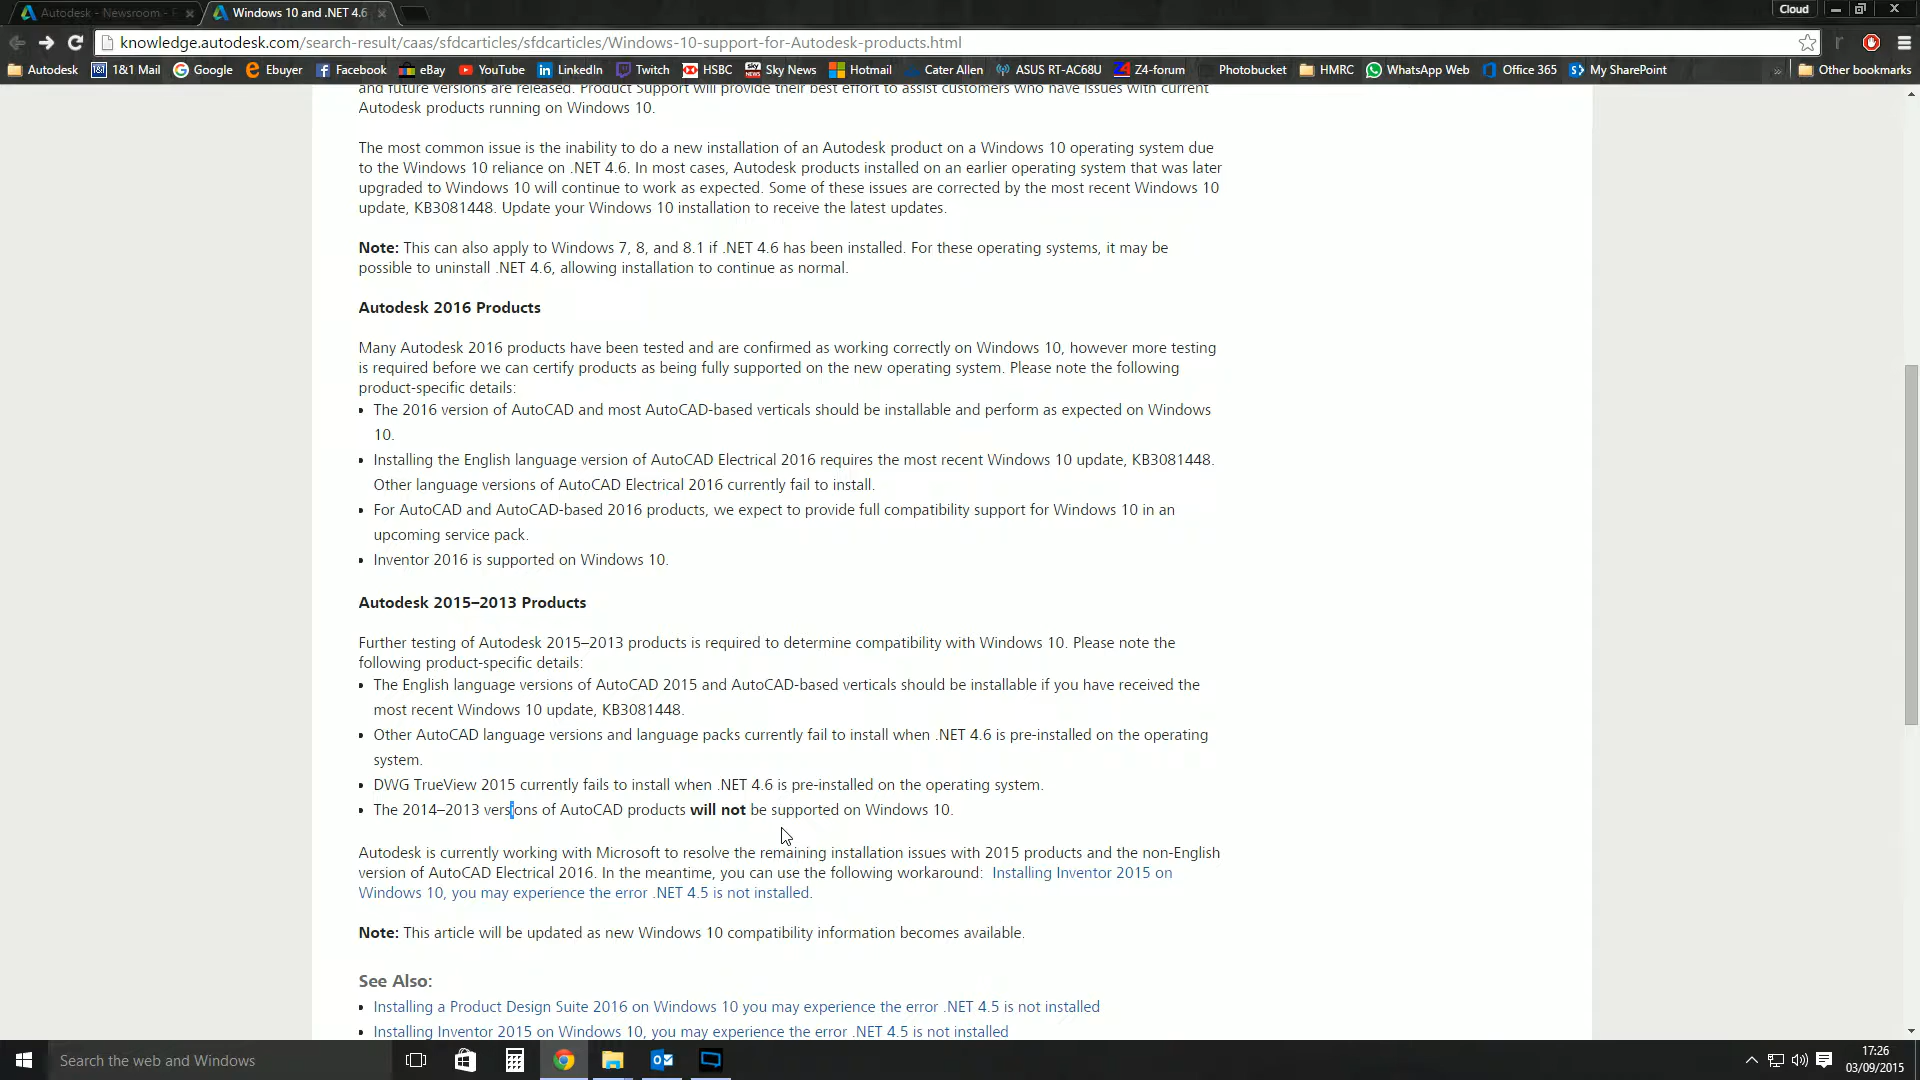 Autodesk - Newsroom - F
Windows 10 and .NET 4.6
Cloud
knowledge.autodesk.com/search-result/caas/sfdcarticles/sfdcarticles/Windows-10-support-for-Autodesk-products.html
Autodesk 1&1 Mail Google Ebuyer Facebook eBay YouTube LinkedIn Twitch HSBC Sky News Hotmail Cater Allen ASUS RT-AC68U Z4-forum Photobucket HMRC WhatsApp Web Office 365 My SharePoint » Other bookmarks
and future versions are released. Product Support will provide their best effort to assist customers who have issues with current
Autodesk products running on Windows 10.
The most common issue is the inability to do a new installation of an Autodesk product on a Windows 10 operating system due
to the Windows 10 reliance on .NET 4.6. In most cases, Autodesk products installed on an earlier operating system that was later
upgraded to Windows 10 will continue to work as expected. Some of these issues are corrected by the most recent Windows 10
update, KB3081448. Update your Windows 10 installation to receive the latest updates.
Note: This can also apply to Windows 7, 8, and 8.1 if .NET 4.6 has been installed. For these operating systems, it may be
possible to uninstall .NET 4.6, allowing installation to continue as normal.
Autodesk 2016 Products
Many Autodesk 2016 products have been tested and are confirmed as working correctly on Windows 10, however more testing
is required before we can certify products as being fully supported on the new operating system. Please note the following
product-specific details:
• The 2016 version of AutoCAD and most AutoCAD-based verticals should be installable and perform as expected on Windows
10.
• Installing the English language version of AutoCAD Electrical 2016 requires the most recent Windows 10 update, KB3081448.
Other language versions of AutoCAD Electrical 2016 currently fail to install.
• For AutoCAD and AutoCAD-based 2016 products, we expect to provide full compatibility support for Windows 10 in an
upcoming service pack.
• Inventor 2016 is supported on Windows 10.
Autodesk 2015–2013 Products
Further testing of Autodesk 2015–2013 products is required to determine compatibility with Windows 10. Please note the
following product-specific details:
• The English language versions of AutoCAD 2015 and AutoCAD-based verticals should be installable if you have received the
most recent Windows 10 update, KB3081448.
• Other AutoCAD language versions and language packs currently fail to install when .NET 4.6 is pre-installed on the operating
system.
• DWG TrueView 2015 currently fails to install when .NET 4.6 is pre-installed on the operating system.
• The 2014–2013 versions of AutoCAD products will not be supported on Windows 10.
Autodesk is currently working with Microsoft to resolve the remaining installation issues with 2015 products and the non-English
version of AutoCAD Electrical 2016. In the meantime, you can use the following workaround: Installing Inventor 2015 on
Windows 10, you may experience the error .NET 4.5 is not installed.
Note: This article will be updated as new Windows 10 compatibility information becomes available.
See Also:
• Installing a Product Design Suite 2016 on Windows 10 you may experience the error .NET 4.5 is not installed
• Installing Inventor 2015 on Windows 10, you may experience the error .NET 4.5 is not installed
Search the web and Windows
17:26
03/09/2015